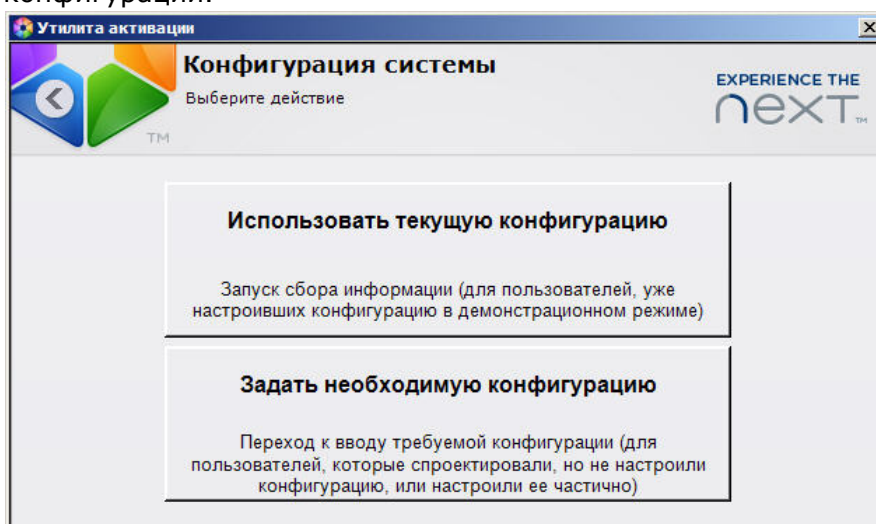 конфигурации.
Утилита активации
Конфигурация системы
Выберите действие
EXPERIENCE THE
next™
TM
Использовать текущую конфигурацию
Запуск сбора информации (для пользователей, уже
настроивших конфигурацию в демонстрационном режиме)
Задать необходимую конфигурацию
Переход к вводу требуемой конфигурации (для
пользователей, которые спроектировали, но не настроили
конфигурацию, или настроили ее частично)